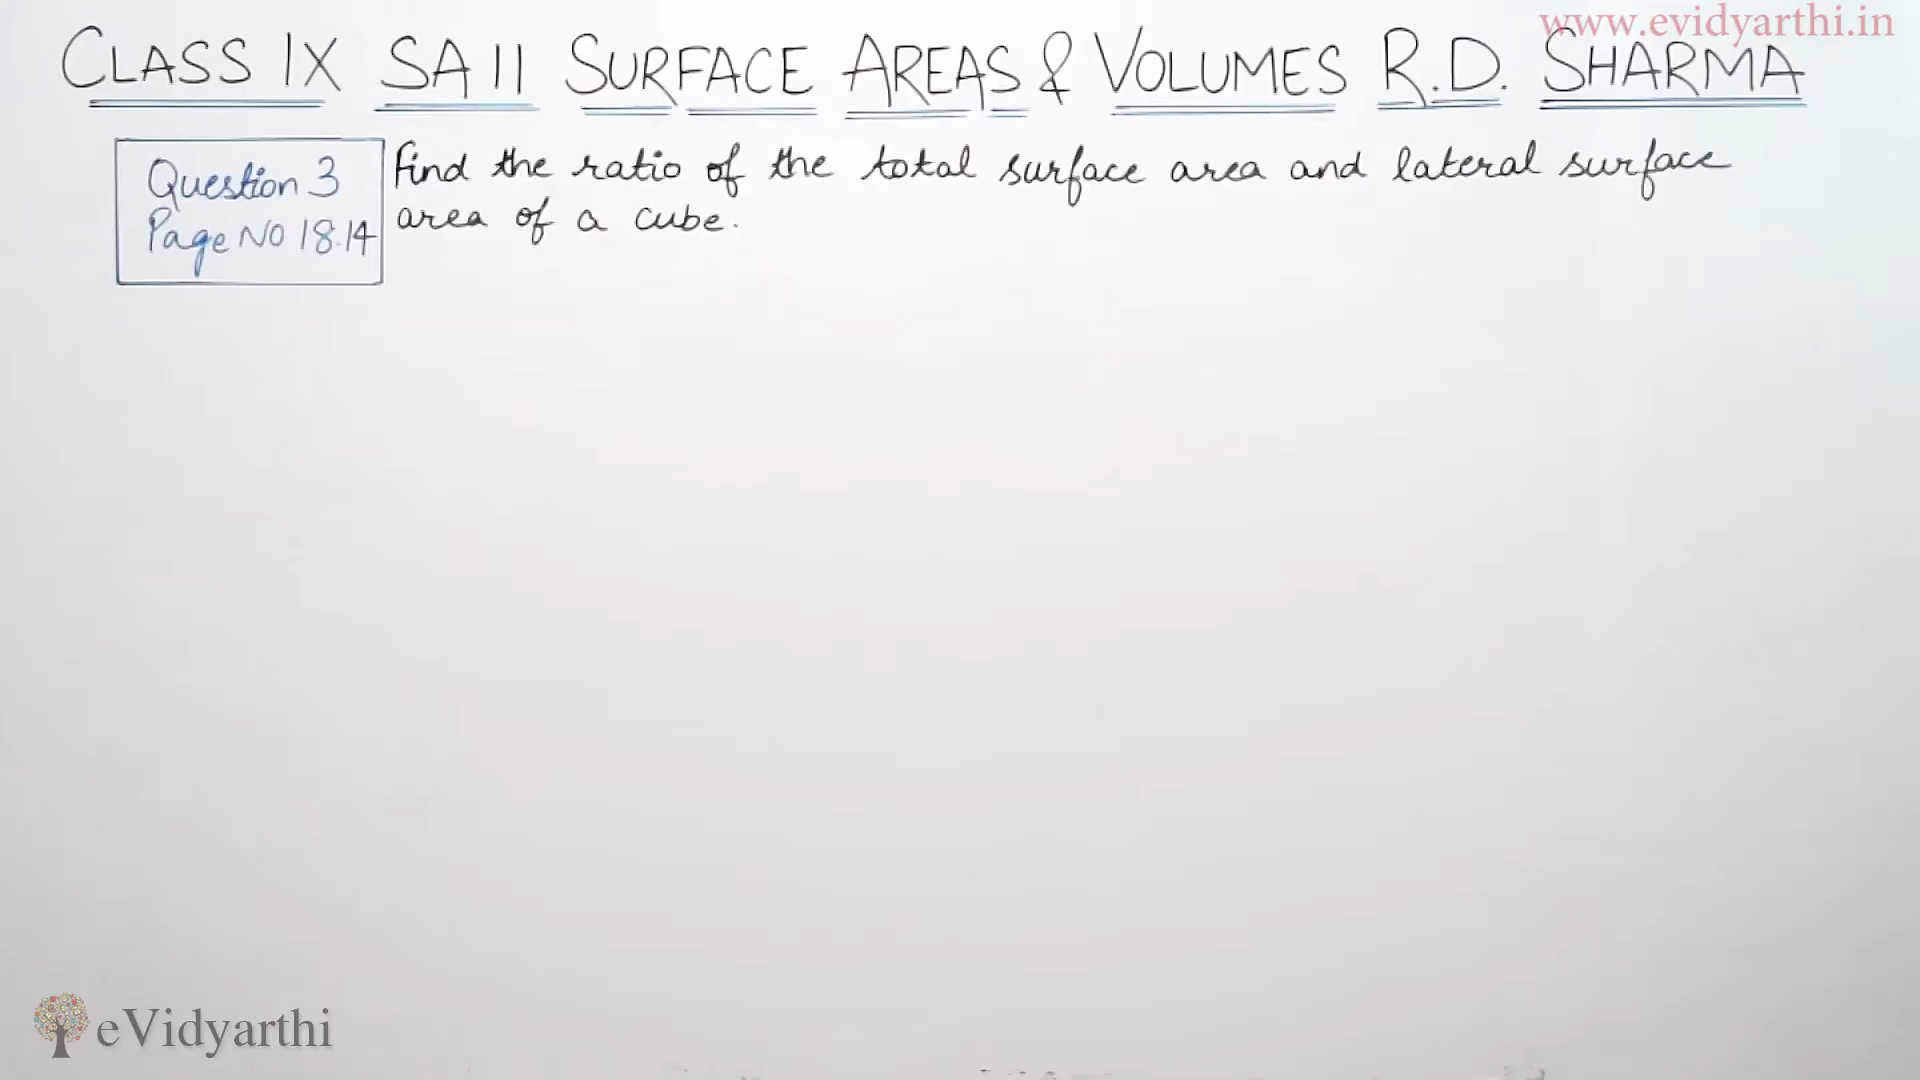 www.evidyarthi.in
CLASS IX SA II SURFACE AREAS & VOLUMES R.D. SHARMA
Question 3
Page NO 18.14
Find the ratio of the total surface area and lateral surface
area of a cube.
eVidyarthi